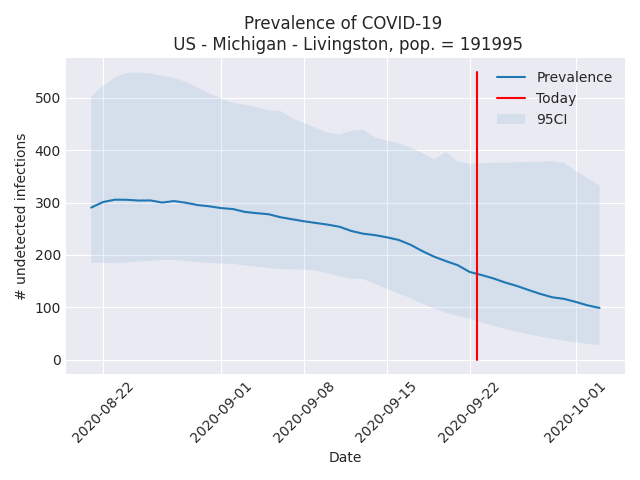 Prevalence of COVID-19
US - Michigan - Livingston, pop. = 191995
Prevalence
Today
95CI
# undetected infections
500
400
300
200
100
0
2020-08-22
2020-09-01
2020-09-08
2020-09-15
2020-09-22
2020-10-01
Date